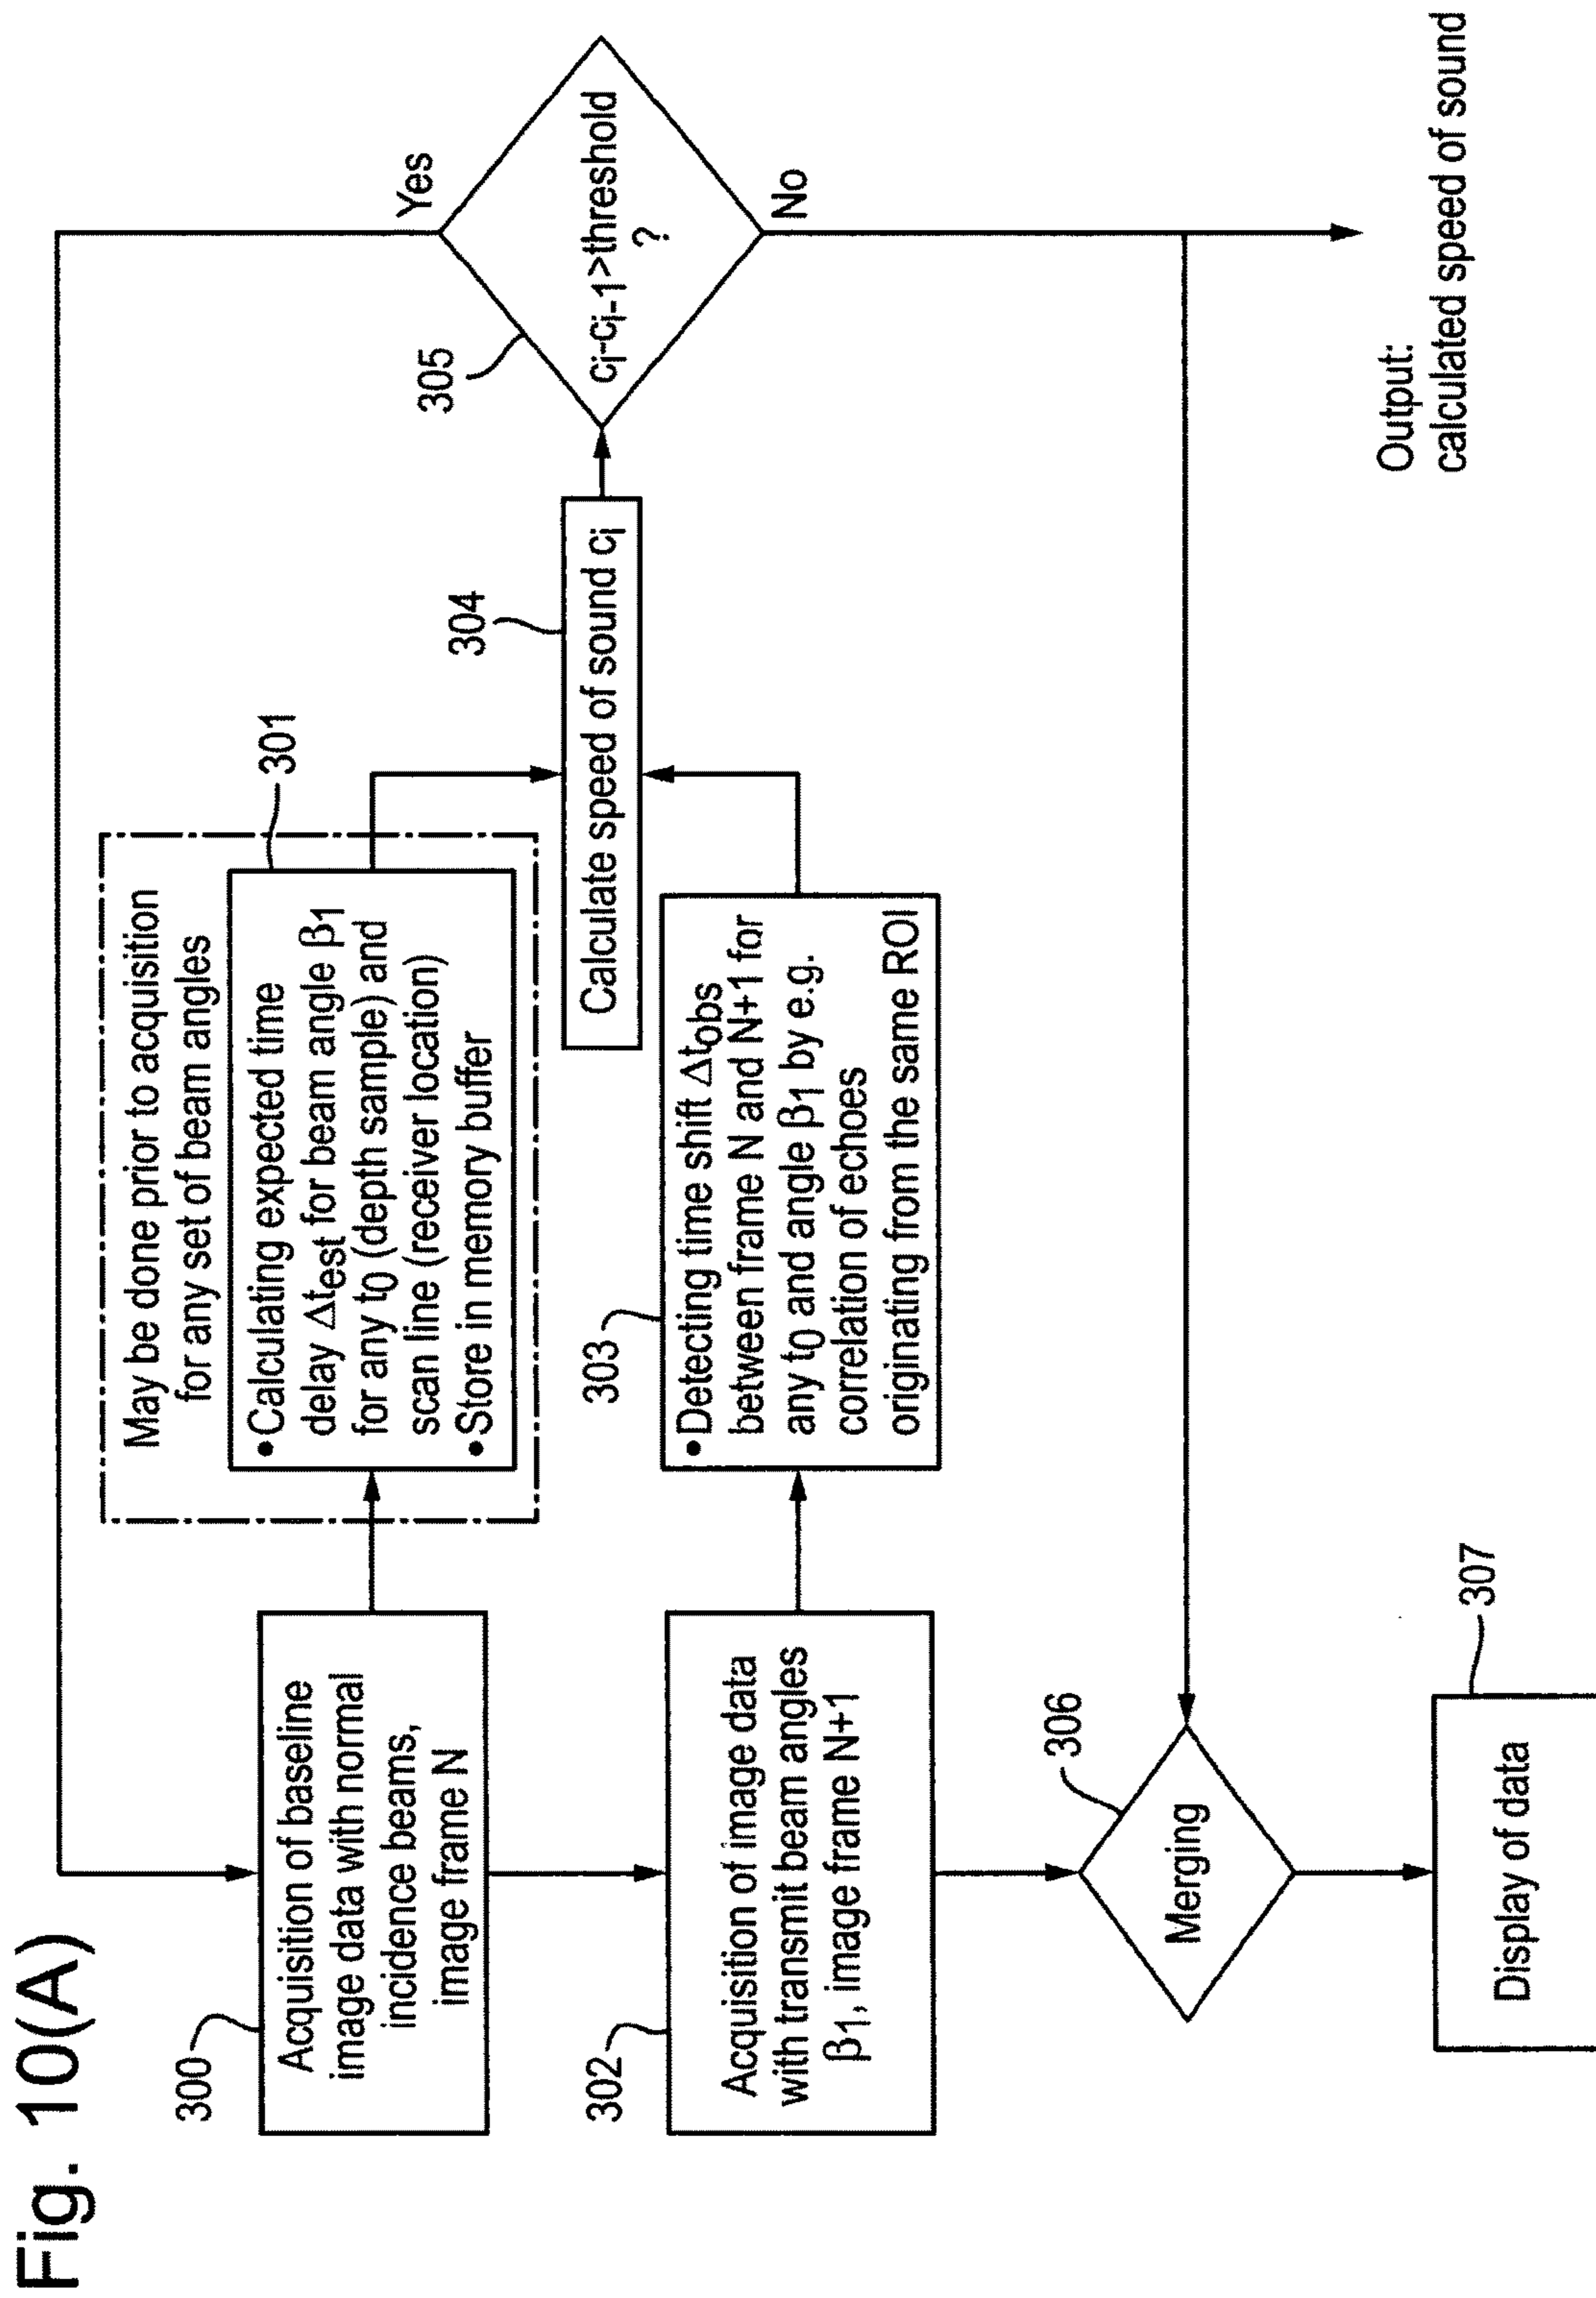 Fig. 10(A)
300
Acquisition of baseline
image data with normal
incidence beams,
image frame N
May be done prior to acquisition
for any set of beam angles
301
•Calculating expected time
delay Δtest for beam angle β1
for any t0 (depth sample) and
scan line (receiver location)
•Store in memory buffer
302
Acquisition of image data
with transmit beam angles
β1, image frame N+1
303
•Detecting time shift Δtobs
between frame N and N+1 for
any t0 and angle β1 by e.g.
correlation of echoes
originating from the same ROI
304
Calculate speed of sound ci
305
ci-ci-1>threshold
?
Yes
No
306
Merging
307
Display of data
Output:
calculated speed of sound